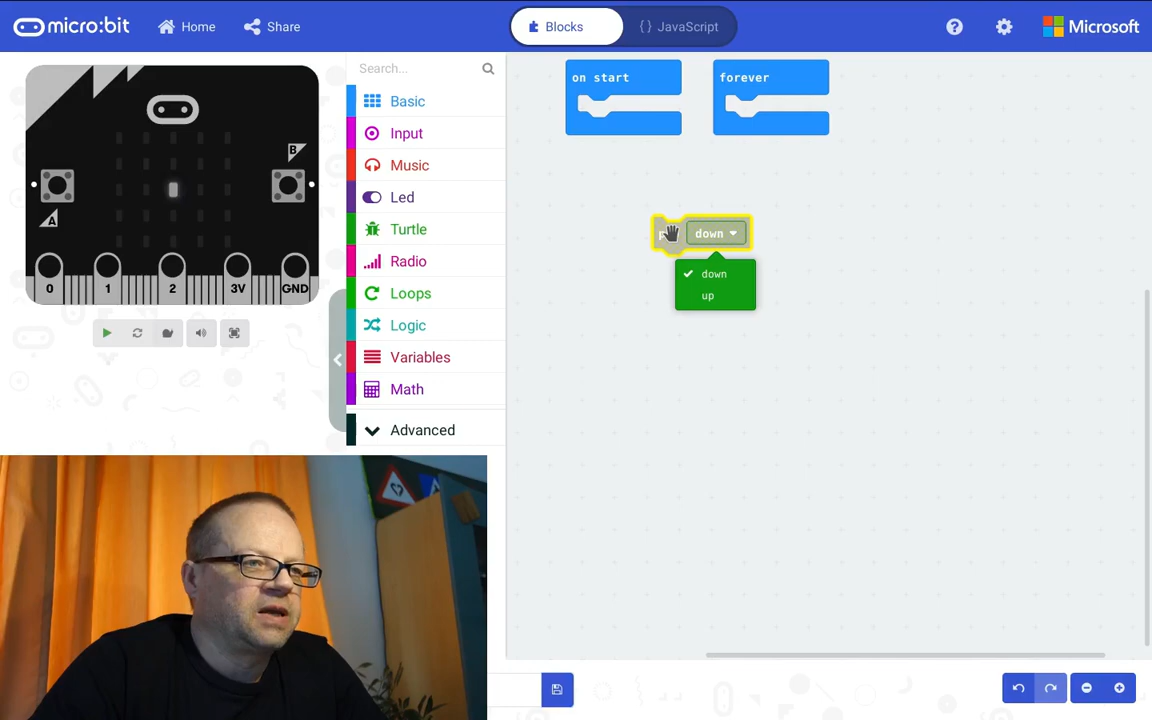 micro:bit
Home
Share
Blocks
{ } JavaScript
Microsoft
Search...
Basic
Input
Music
Led
Turtle
Radio
Loops
Logic
Variables
Math
Advanced
on start
forever
down
down
up
A
B
0 1 2 3V GND